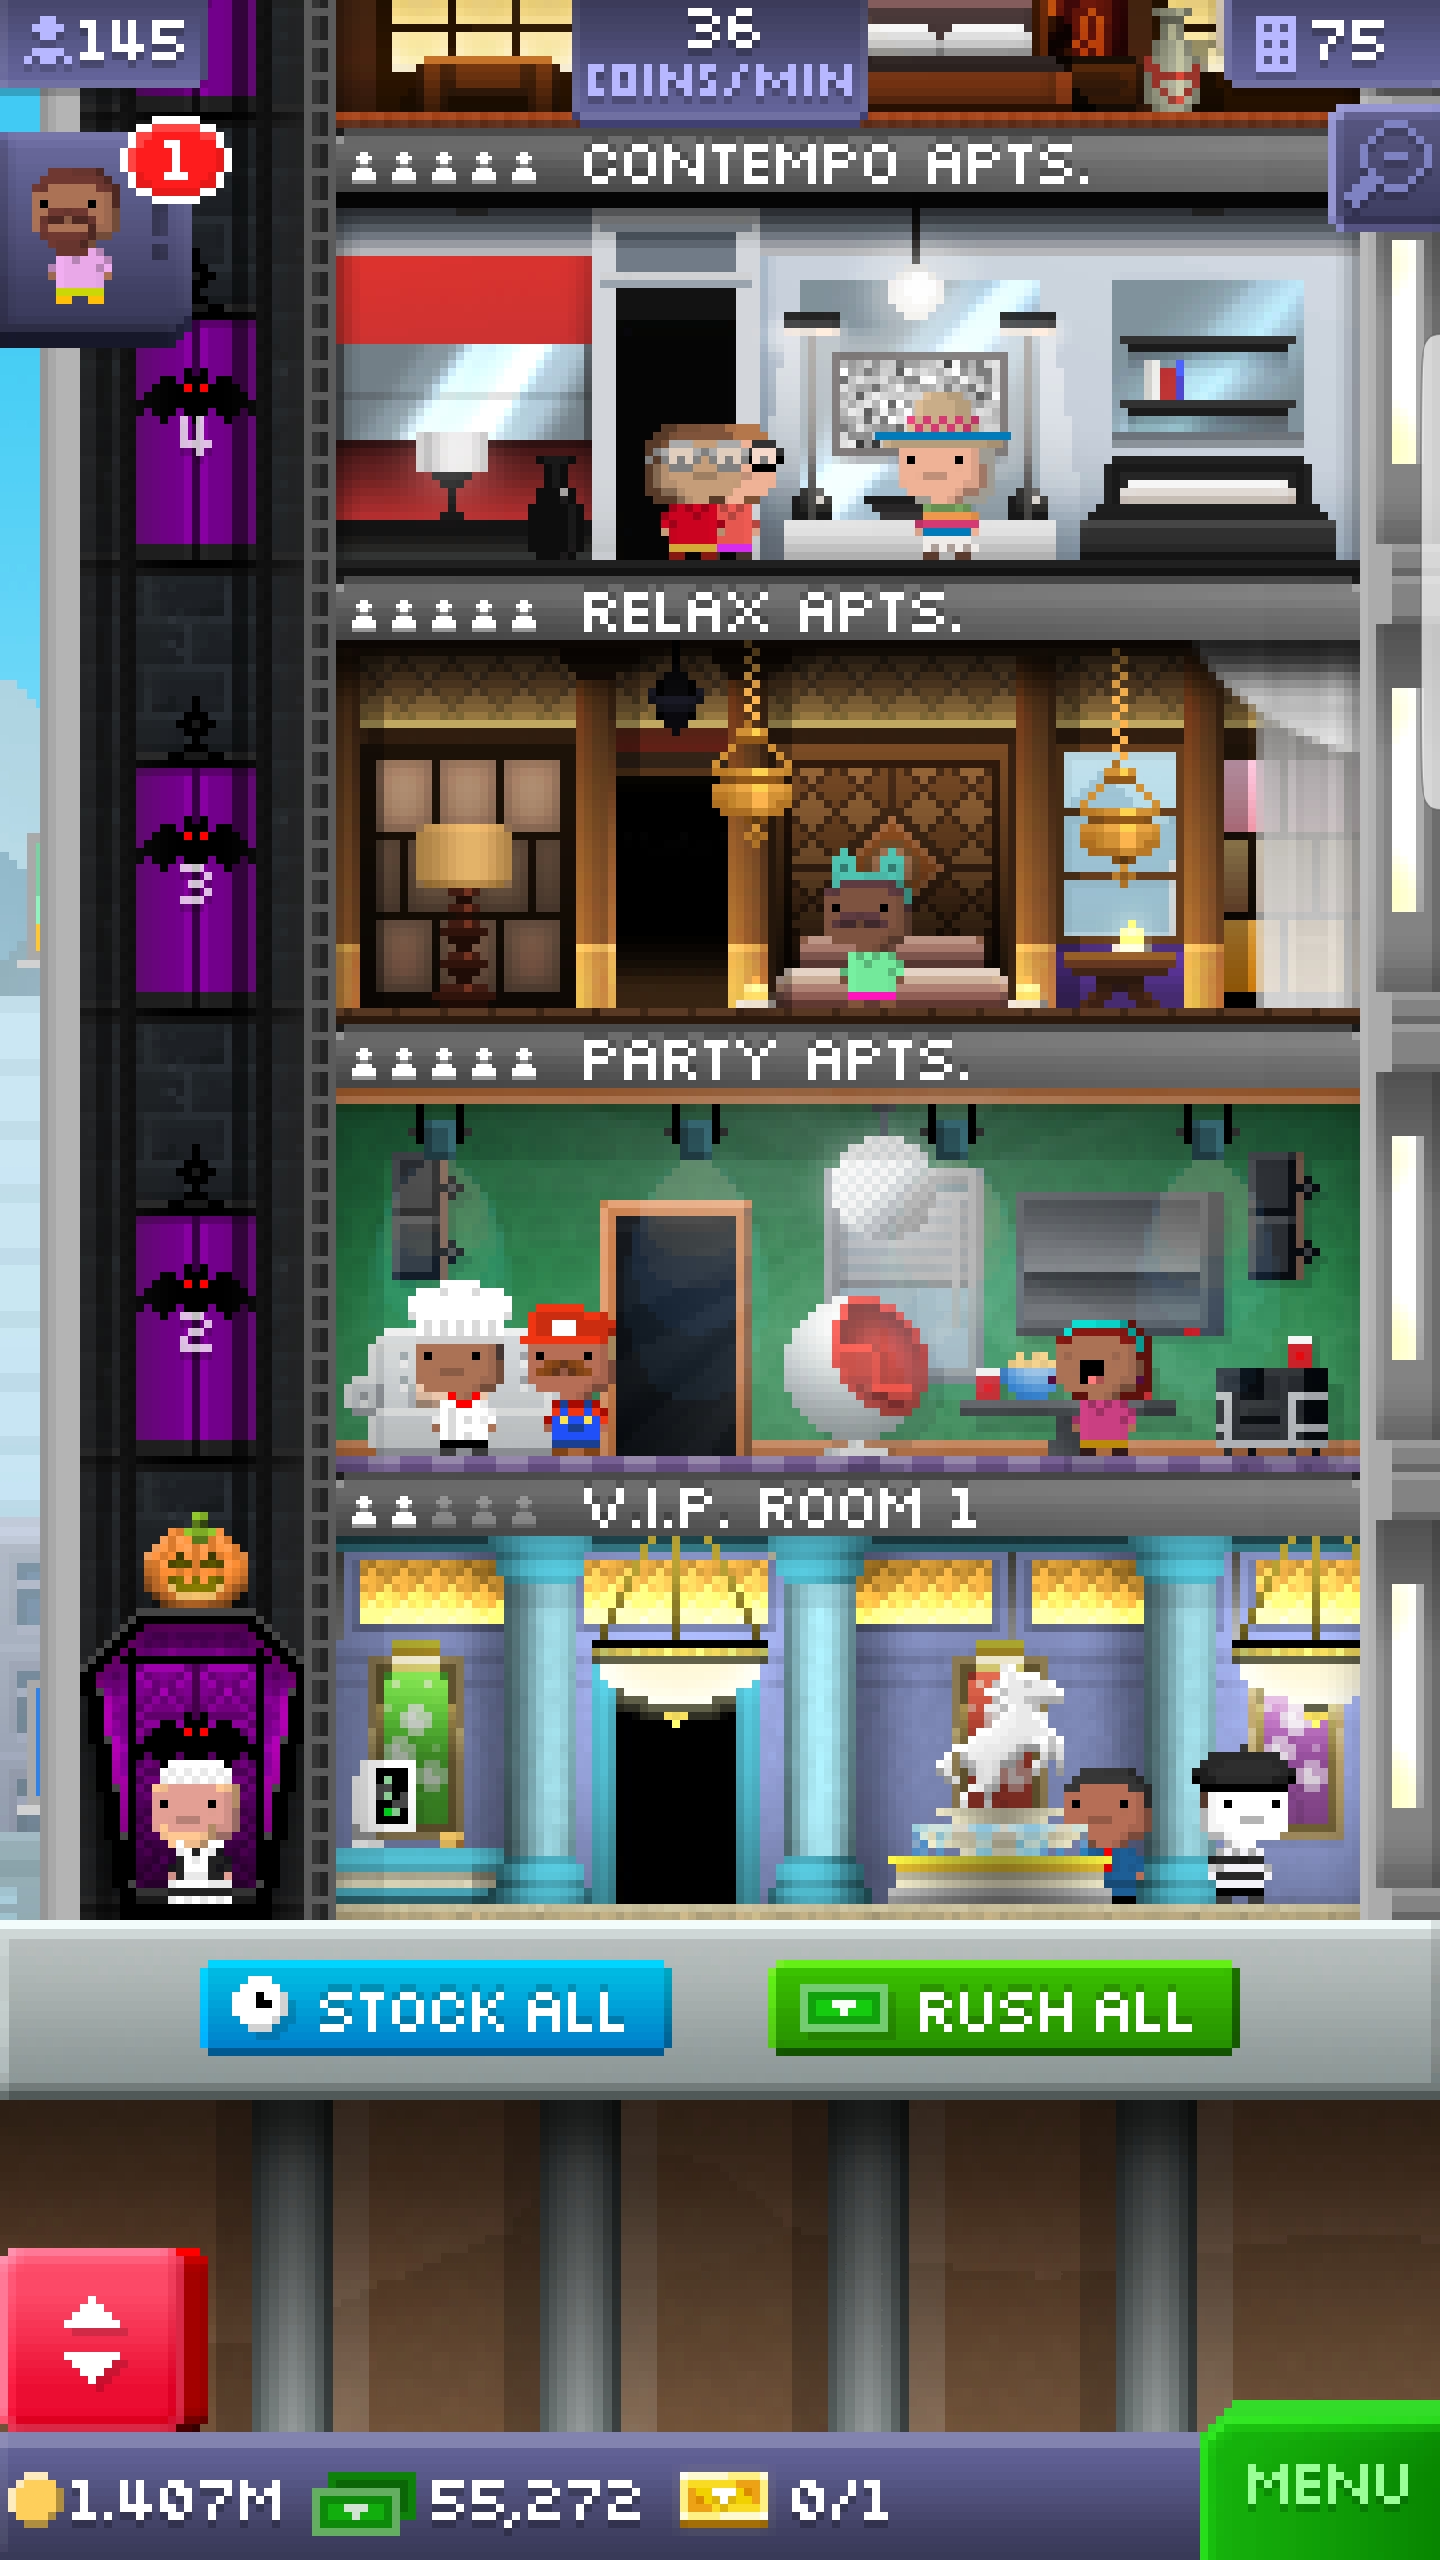 145
36
COINS/MIN
75
1
CONTEMPO APTS.
4
RELAX APTS.
3
PARTY APTS.
2
V.I.P. ROOM 1
STOCK ALL
RUSH ALL
1.407M
55,272
0/1
MENU